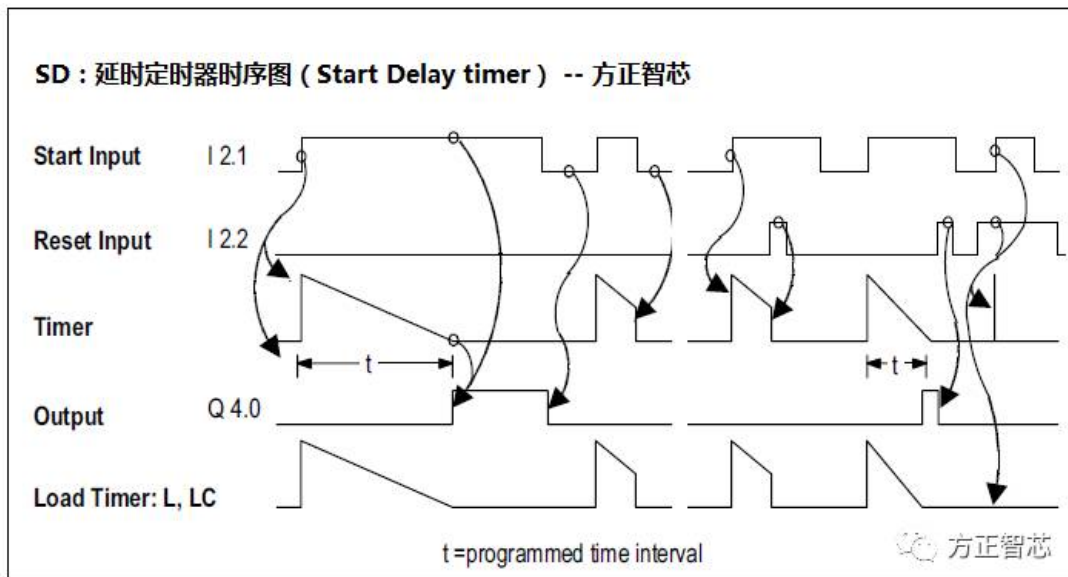 SD：延时定时器时序图（Start Delay timer） -- 方正智芯
Start Input I 2.1
Reset Input I 2.2
Timer
t
t
Output Q 4.0
Load Timer: L, LC
t =programmed time interval
方正智芯